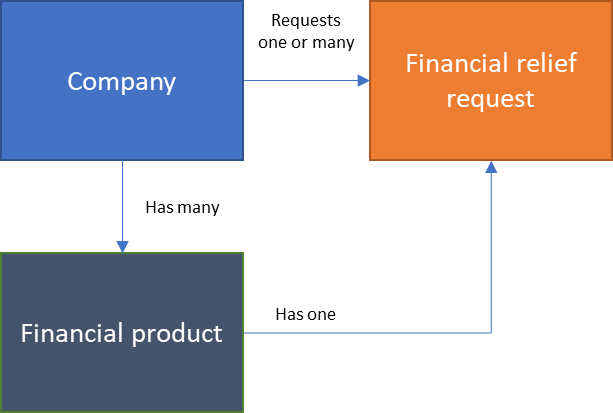 Requests
one or many
Company
Financial relief
request
Has many
Financial product
Has one